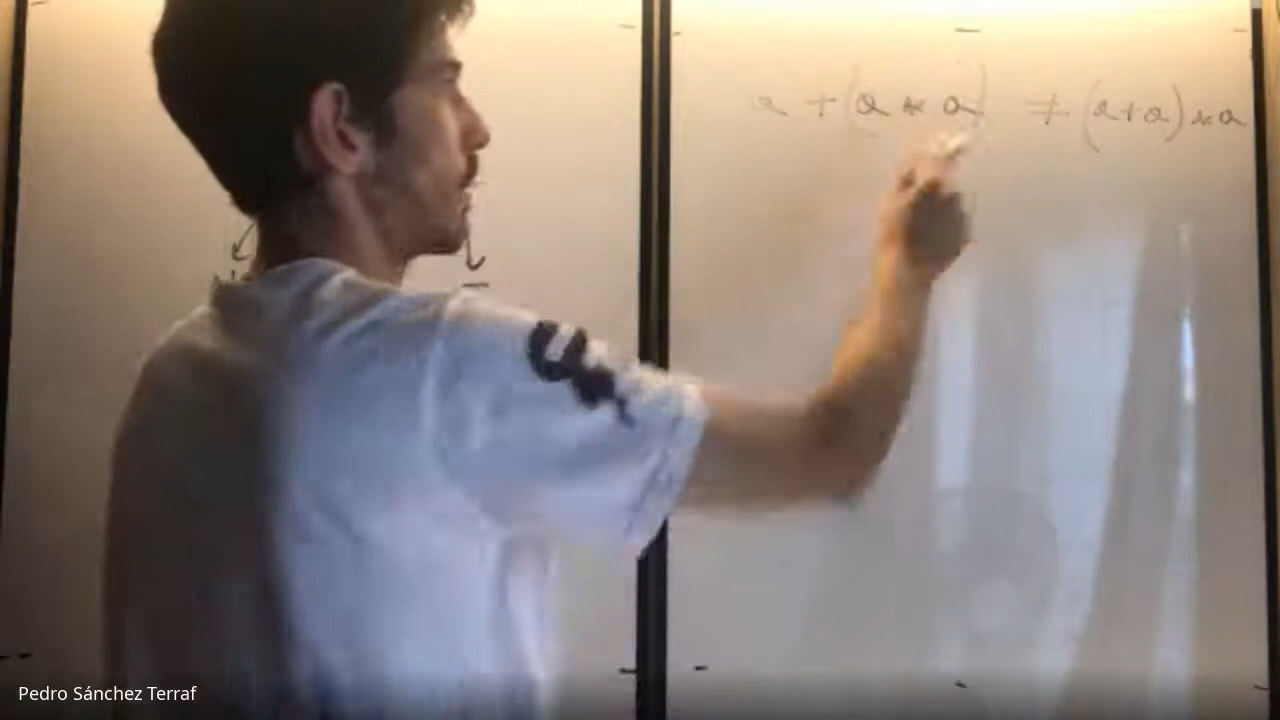 a + (a * a) ≠ (a+a) * a
Pedro Sánchez Terraf